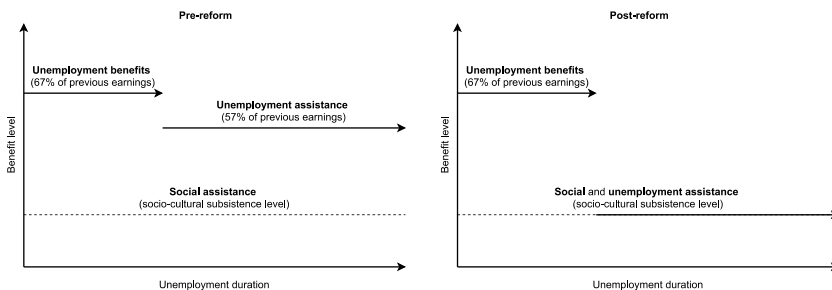 Pre-reform
Unemployment benefits
(67% of previous earnings)
Unemployment assistance
(57% of previous earnings)
Social assistance
(socio-cultural subsistence level)
Benefit level
Unemployment duration
Post-reform
Unemployment benefits
(67% of previous earnings)
Social and unemployment assistance
(socio-cultural subsistence level)
Benefit level
Unemployment duration